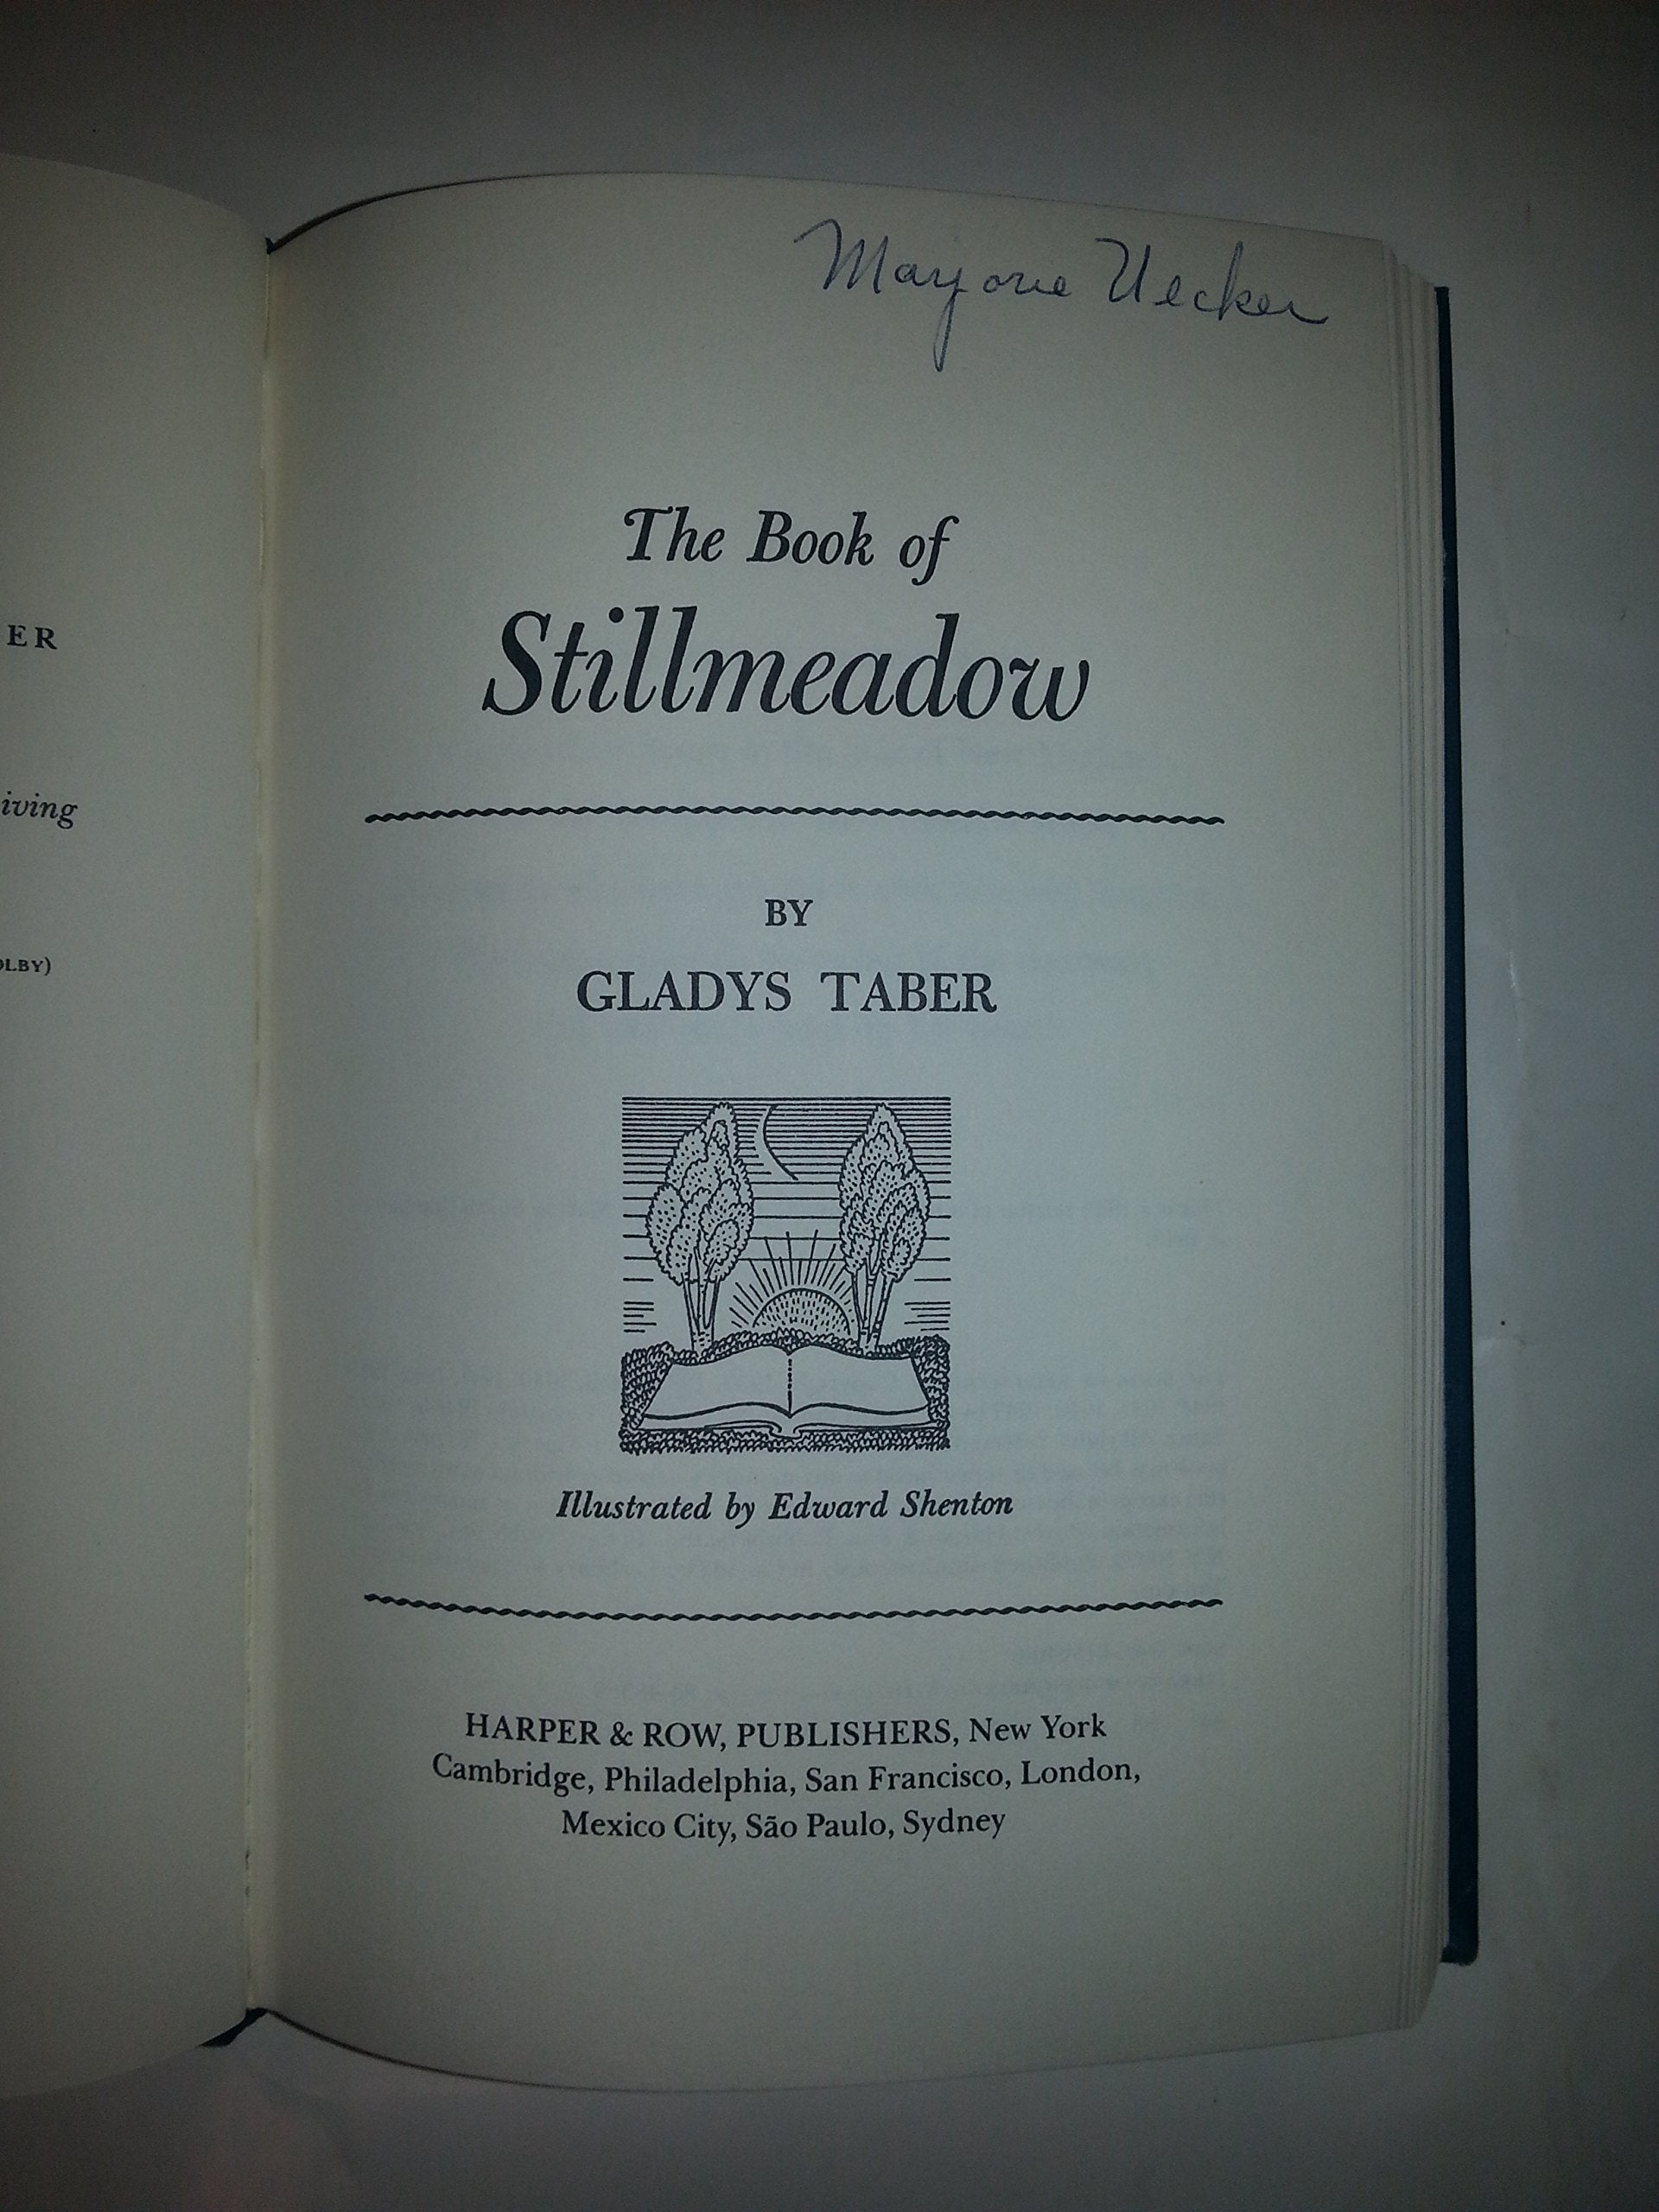 ER
iving
OLBY)
Marjorie Uecker
The Book of
Stillmeadow
BY
GLADYS TABER
Illustrated by Edward Shenton
HARPER & ROW, PUBLISHERS, New York
Cambridge, Philadelphia, San Francisco, London,
Mexico City, São Paulo, Sydney